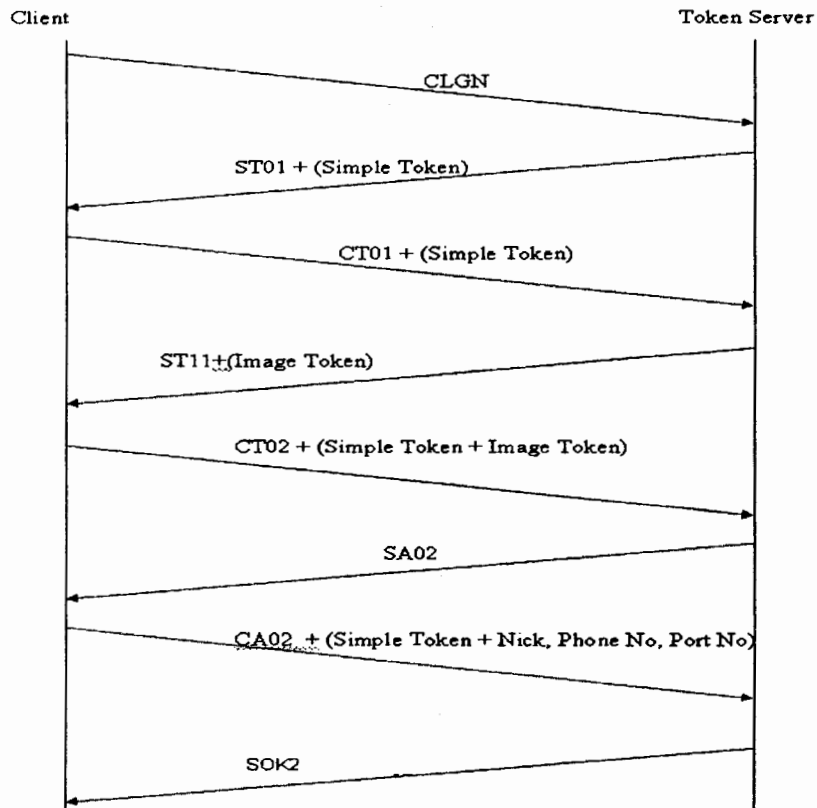 Client
Token Server
CLGN
ST01 + (Simple Token)
CT01 + (Simple Token)
ST11+(Image Token)
CT02 + (Simple Token + Image Token)
SA02
CA02 + (Simple Token + Nick, Phone No, Port No)
SOK2